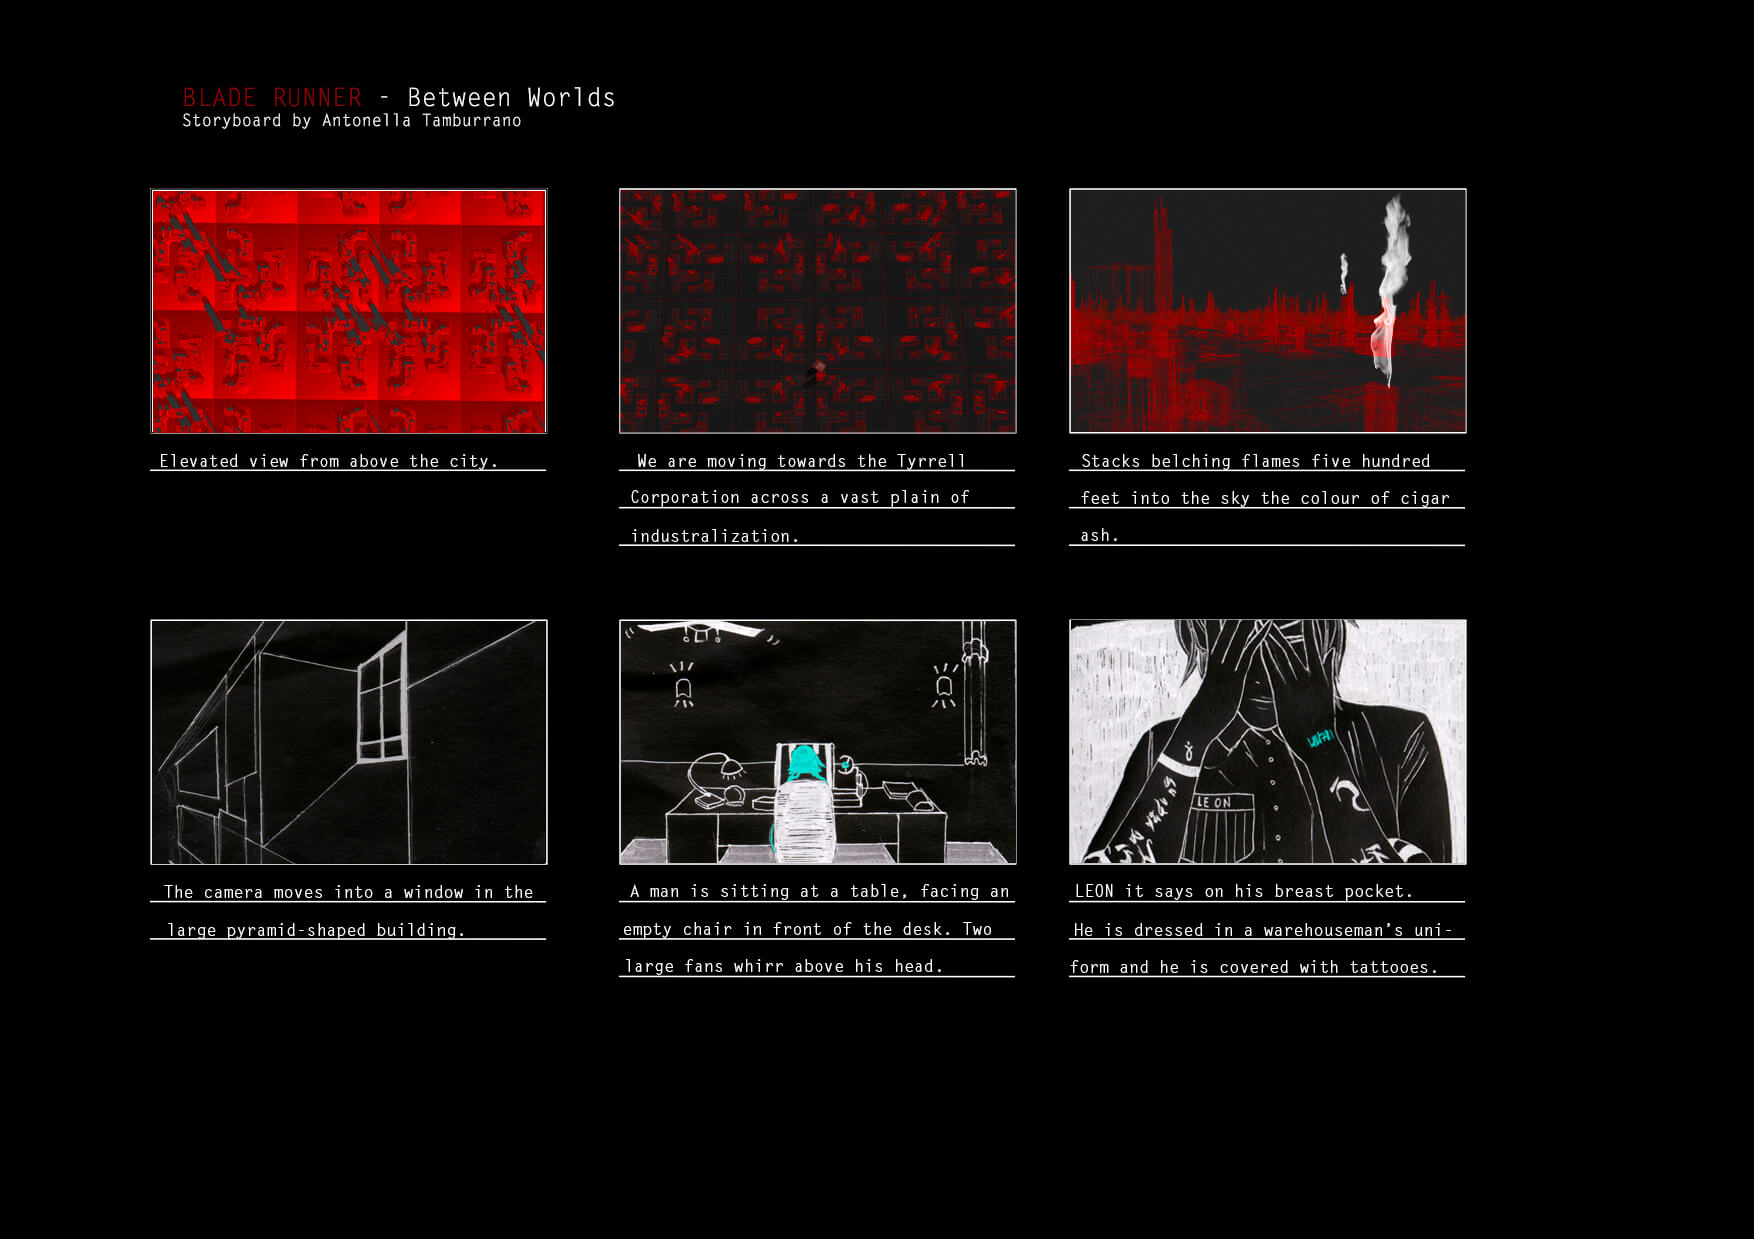 BLADE RUNNER - Between Worlds
Storyboard by Antonella Tamburrano
Elevated view from above the city.
We are moving towards the Tyrrell
Corporation across a vast plain of
industralization.
Stacks belching flames five hundred
feet into the sky the colour of cigar
ash.
The camera moves into a window in the
large pyramid-shaped building.
A man is sitting at a table, facing an
empty chair in front of the desk. Two
large fans whirr above his head.
LEON
LEON it says on his breast pocket.
He is dressed in a warehouseman's uni-
form and he is covered with tattooes.